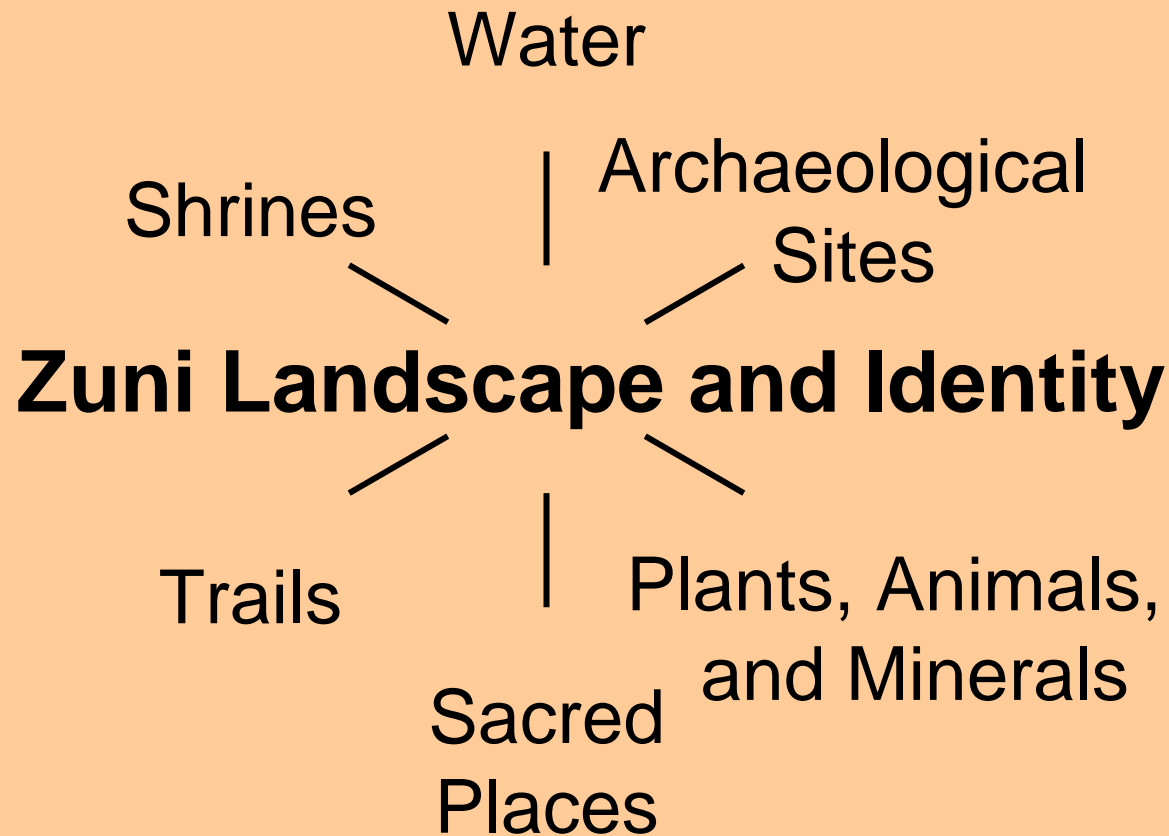 Water
Shrines
Archaeological
Sites
Zuni Landscape and Identity
Trails
Plants, Animals,
and Minerals
Sacred
Places